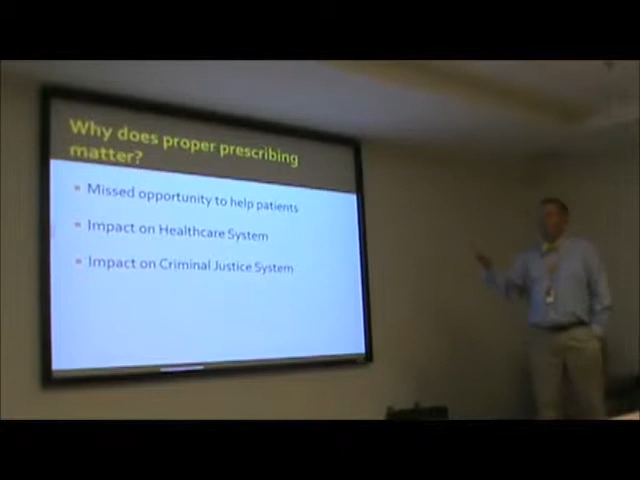 Why does proper prescribing
matter?
Missed opportunity to help patients
Impact on Healthcare System
Impact on Criminal Justice System